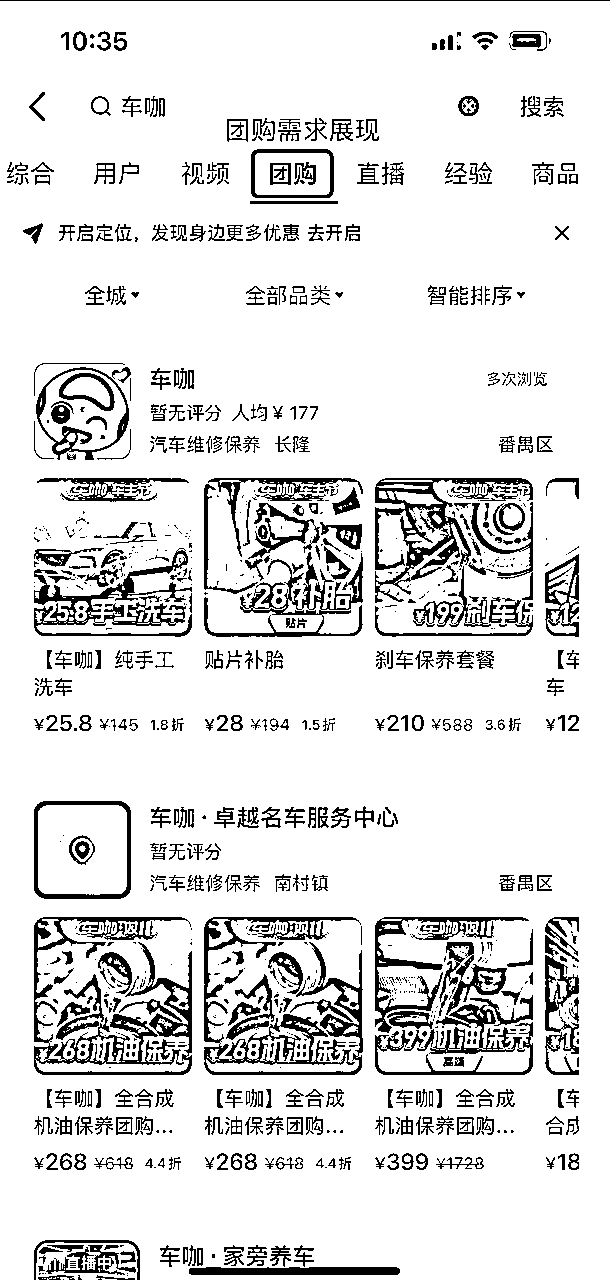 10:35
车咖
搜索
团购需求展现
综合 用户 视频 团购 直播 经验 商品
开启定位，发现身边更多优惠 去开启
全城 全部品类 智能排序
车咖
多次浏览
暂无评分 人均¥177
汽车维修保养 长隆 番禺区
¥25.8手工洗车
¥28补胎
贴片
¥199刹车保
【车咖】纯手工
洗车
贴片补胎
刹车保养套餐
【车
车
¥25.8 ¥145 1.8折
¥28 ¥194 1.5折
¥210 ¥588 3.6折
¥12
车咖·卓越名车服务中心
暂无评分
汽车维修保养 南村镇 番禺区
¥268机油保养
¥268机油保养
¥399机油保养
高端
【车咖】全合成
机油保养团购...
【车咖】全合成
机油保养团购...
【车咖】全合成
机油保养团购...
【车
合成
¥268 ¥618 4.4折
¥268 ¥618 4.4折
¥399 ¥1728
¥18
直播中
车咖·家旁养车